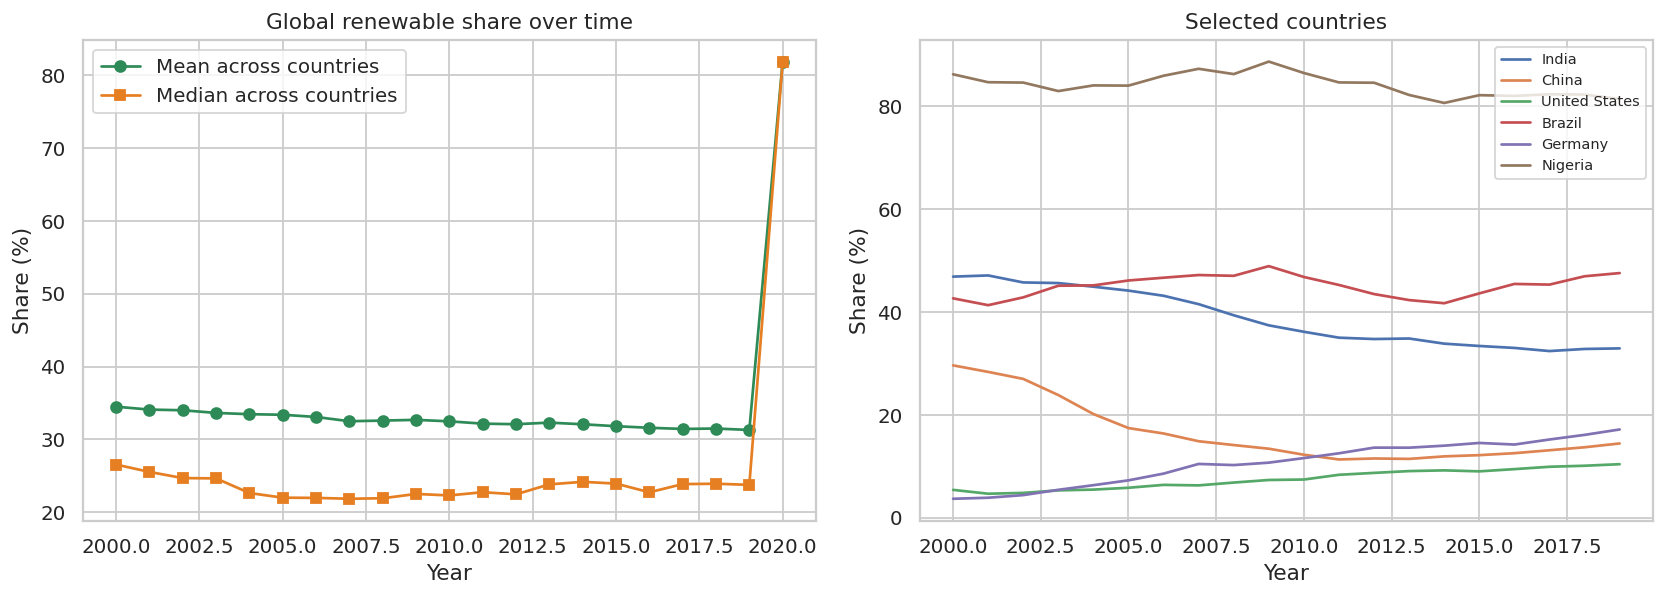 Global renewable share over time
Mean across countries
Median across countries
Share (%)
80
70
60
50
40
30
20
2000.0 2002.5 2005.0 2007.5 2010.0 2012.5 2015.0 2017.5 2020.0
Year
Selected countries
India
China
United States
Brazil
Germany
Nigeria
Share (%)
80
60
40
20
0
2000.0 2002.5 2005.0 2007.5 2010.0 2012.5 2015.0 2017.5
Year